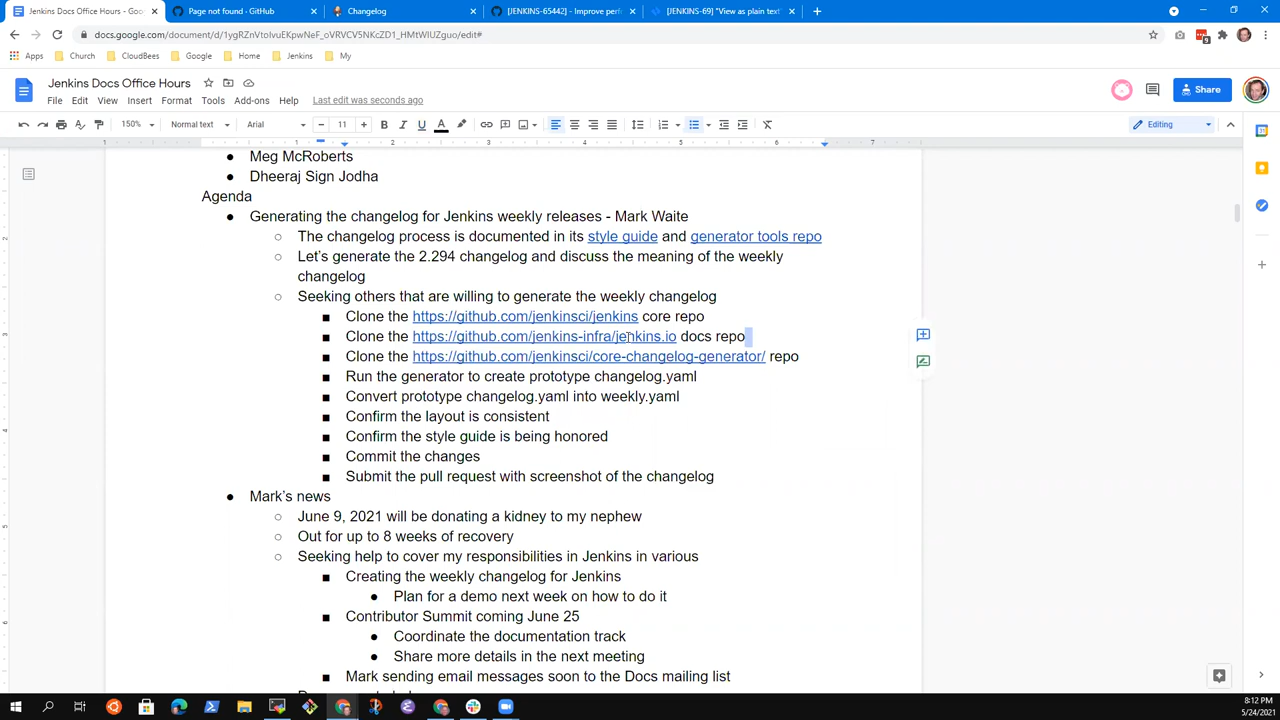 Jenkins Docs Office Hours - Goo
Page not found · GitHub
Changelog
[JENKINS-65442] - Improve perf
[JENKINS-69] "View as plain text"
docs.google.com/document/d/1ygRZnVtoIvuEKpwNeF_oVRVCV5NKcZD1_HMtWIUZguo/edit#
Apps
Church
CloudBees
Google
Home
Jenkins
My
Jenkins Docs Office Hours
File Edit View Insert Format Tools Add-ons Help Last edit was seconds ago
Share
150% Normal text Arial 11
Editing
1 1 2 3 4 5 6 7
Meg McRoberts
Dheeraj Sign Jodha
Agenda
Generating the changelog for Jenkins weekly releases - Mark Waite
The changelog process is documented in its style guide and generator tools repo
Let's generate the 2.294 changelog and discuss the meaning of the weekly
changelog
Seeking others that are willing to generate the weekly changelog
Clone the https://github.com/jenkinsci/jenkins core repo
Clone the https://github.com/jenkins-infra/jenkins.io docs repo
Clone the https://github.com/jenkinsci/core-changelog-generator/ repo
Run the generator to create prototype changelog.yaml
Convert prototype changelog.yaml into weekly.yaml
Confirm the layout is consistent
Confirm the style guide is being honored
Commit the changes
Submit the pull request with screenshot of the changelog
Mark's news
June 9, 2021 will be donating a kidney to my nephew
Out for up to 8 weeks of recovery
Seeking help to cover my responsibilities in Jenkins in various
Creating the weekly changelog for Jenkins
Plan for a demo next week on how to do it
Contributor Summit coming June 25
Coordinate the documentation track
Share more details in the next meeting
Mark sending email messages soon to the Docs mailing list
8:12 PM
5/24/2021